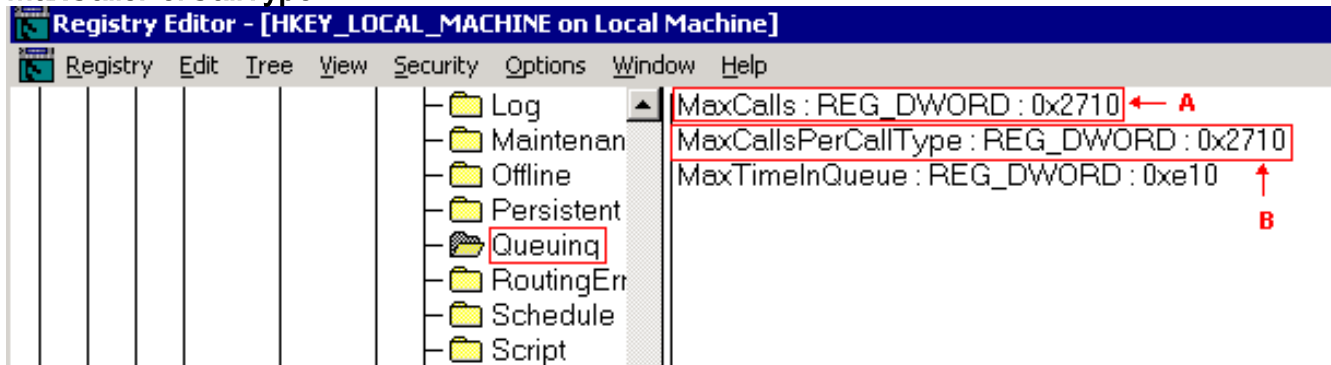 Registry Editor - [HKEY_LOCAL_MACHINE on Local Machine]
Registry Edit Tree View Security Options Window Help
Log
Maintenan
Offline
Persistent
Queuing
RoutingErr
Schedule
Script
MaxCalls : REG_DWORD : 0x2710 A
MaxCallsPerCallType : REG_DWORD : 0x2710
MaxTimeInQueue : REG_DWORD : 0xe10
B